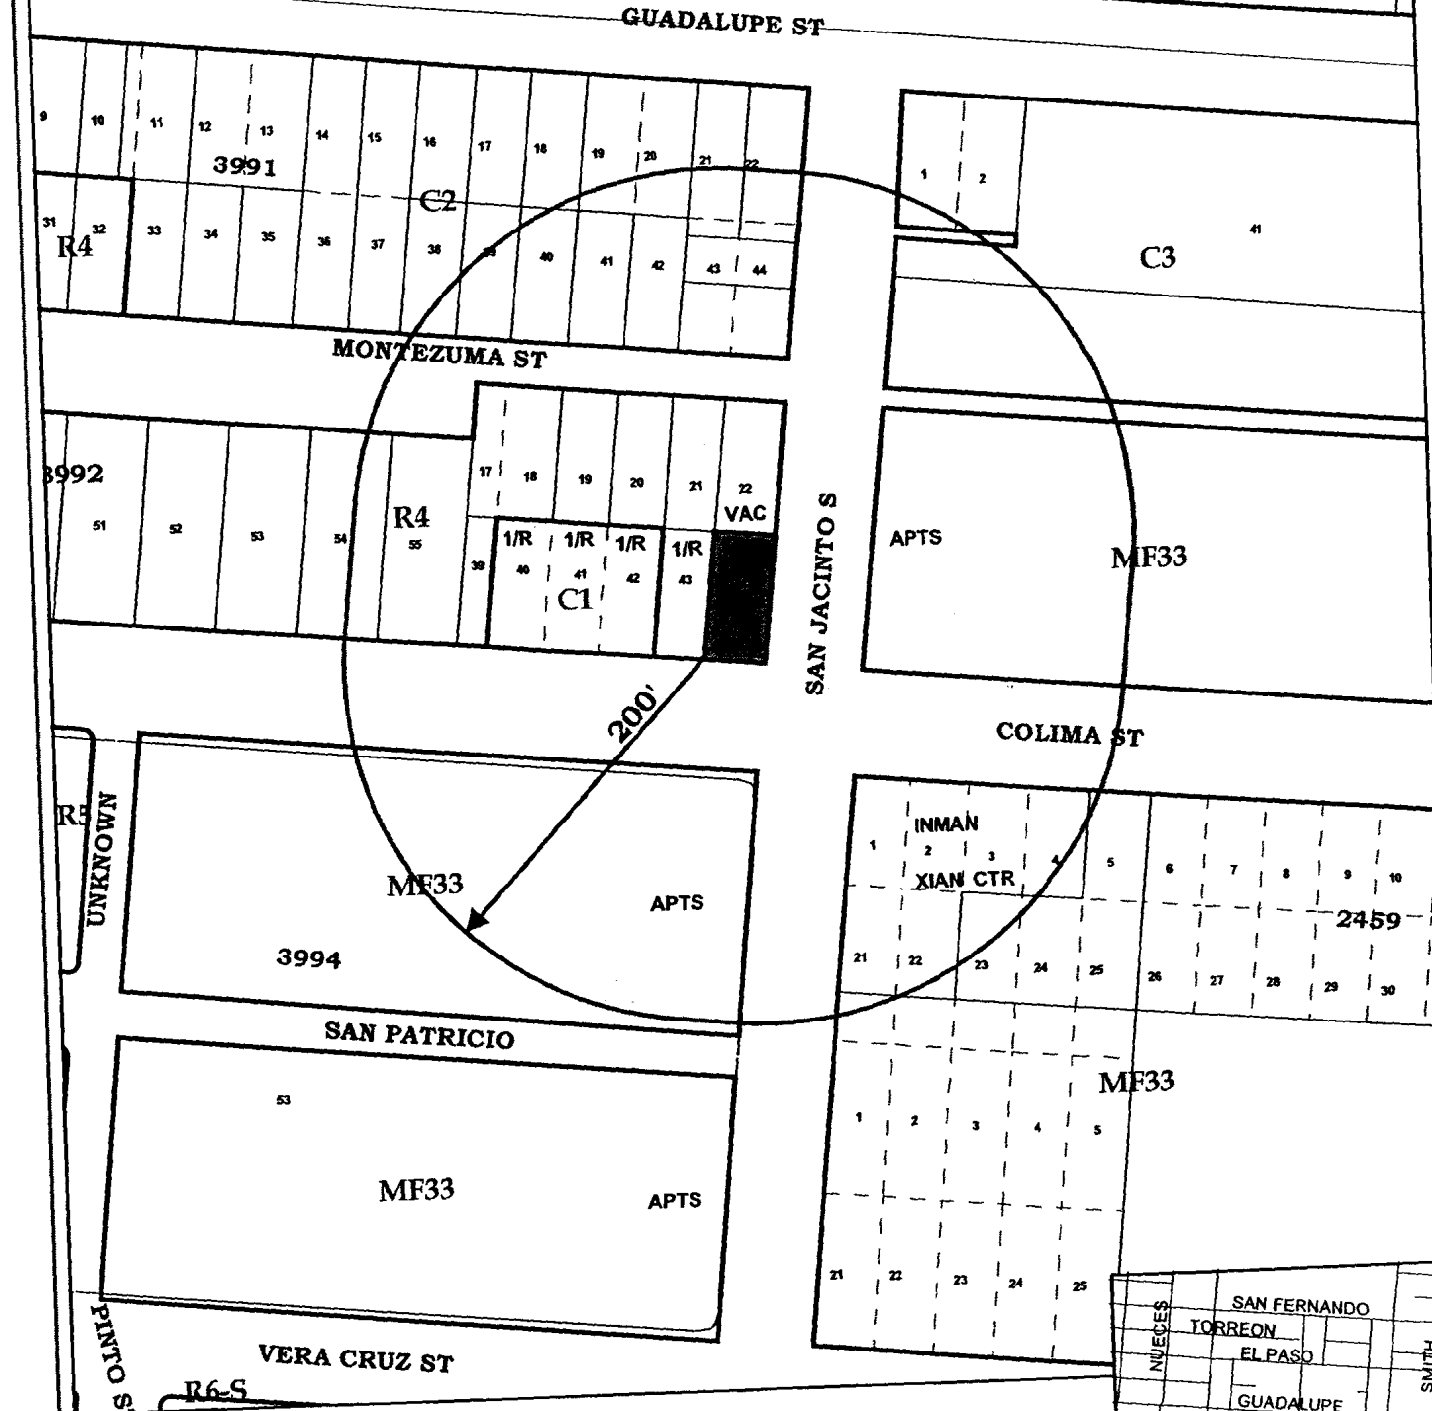 GUADALUPE ST
9 10 11 12 13 14 15 16 17 18 19 20 21 22
3991
C2
1 2
41
C3
31 32 33 34 35 36 37 38 39 40 41 42 43 44
R4
MONTEZUMA ST
3992
17 18 19 20 21 22
VAC
51 52 53 54 55
R4
1/R 1/R 1/R 1/R
39 40 41 42 43
C1
SAN JACINTO S
APTS
MF33
200'
COLIMA ST
R5
UNKNOWN
MF33
APTS
3994
INMAN
XIAN CTR
1 2 3 4 5 6 7 8 9 10
2459
21 22 23 24 25 26 27 28 29 30
SAN PATRICIO
53
MF33
APTS
MF33
1 2 3 4 5
21 22 23 24 25
PINTO S
VERA CRUZ ST
R6-S
NUECES
SAN FERNANDO
TORREON
EL PASO
GUADALUPE
SMITH